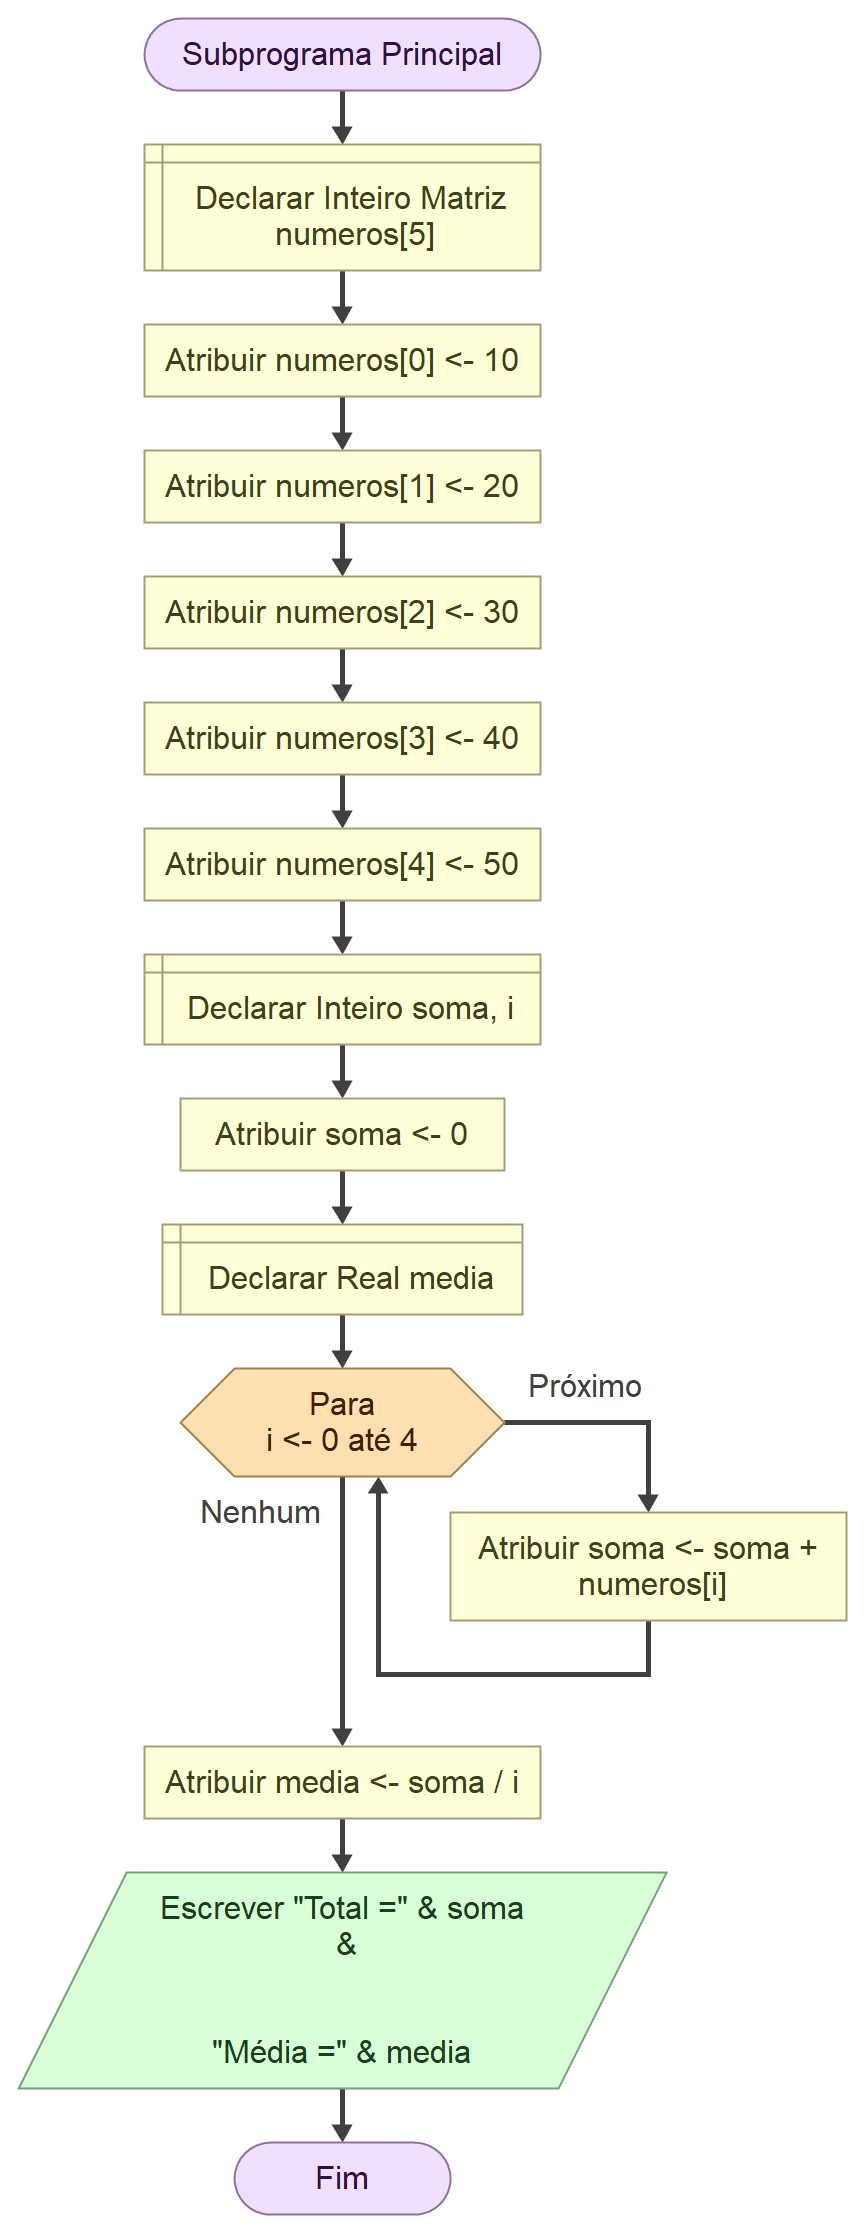 Subprograma Principal
Declarar Inteiro Matriz
numeros[5]
Atribuir numeros[0] <- 10
Atribuir numeros[1] <- 20
Atribuir numeros[2] <- 30
Atribuir numeros[3] <- 40
Atribuir numeros[4] <- 50
Declarar Inteiro soma, i
Atribuir soma <- 0
Declarar Real media
Para
i <- 0 até 4
Próximo
Nenhum
Atribuir soma <- soma +
numeros[i]
Atribuir media <- soma / i
Escrever "Total =" & soma
&
"Média =" & media
Fim